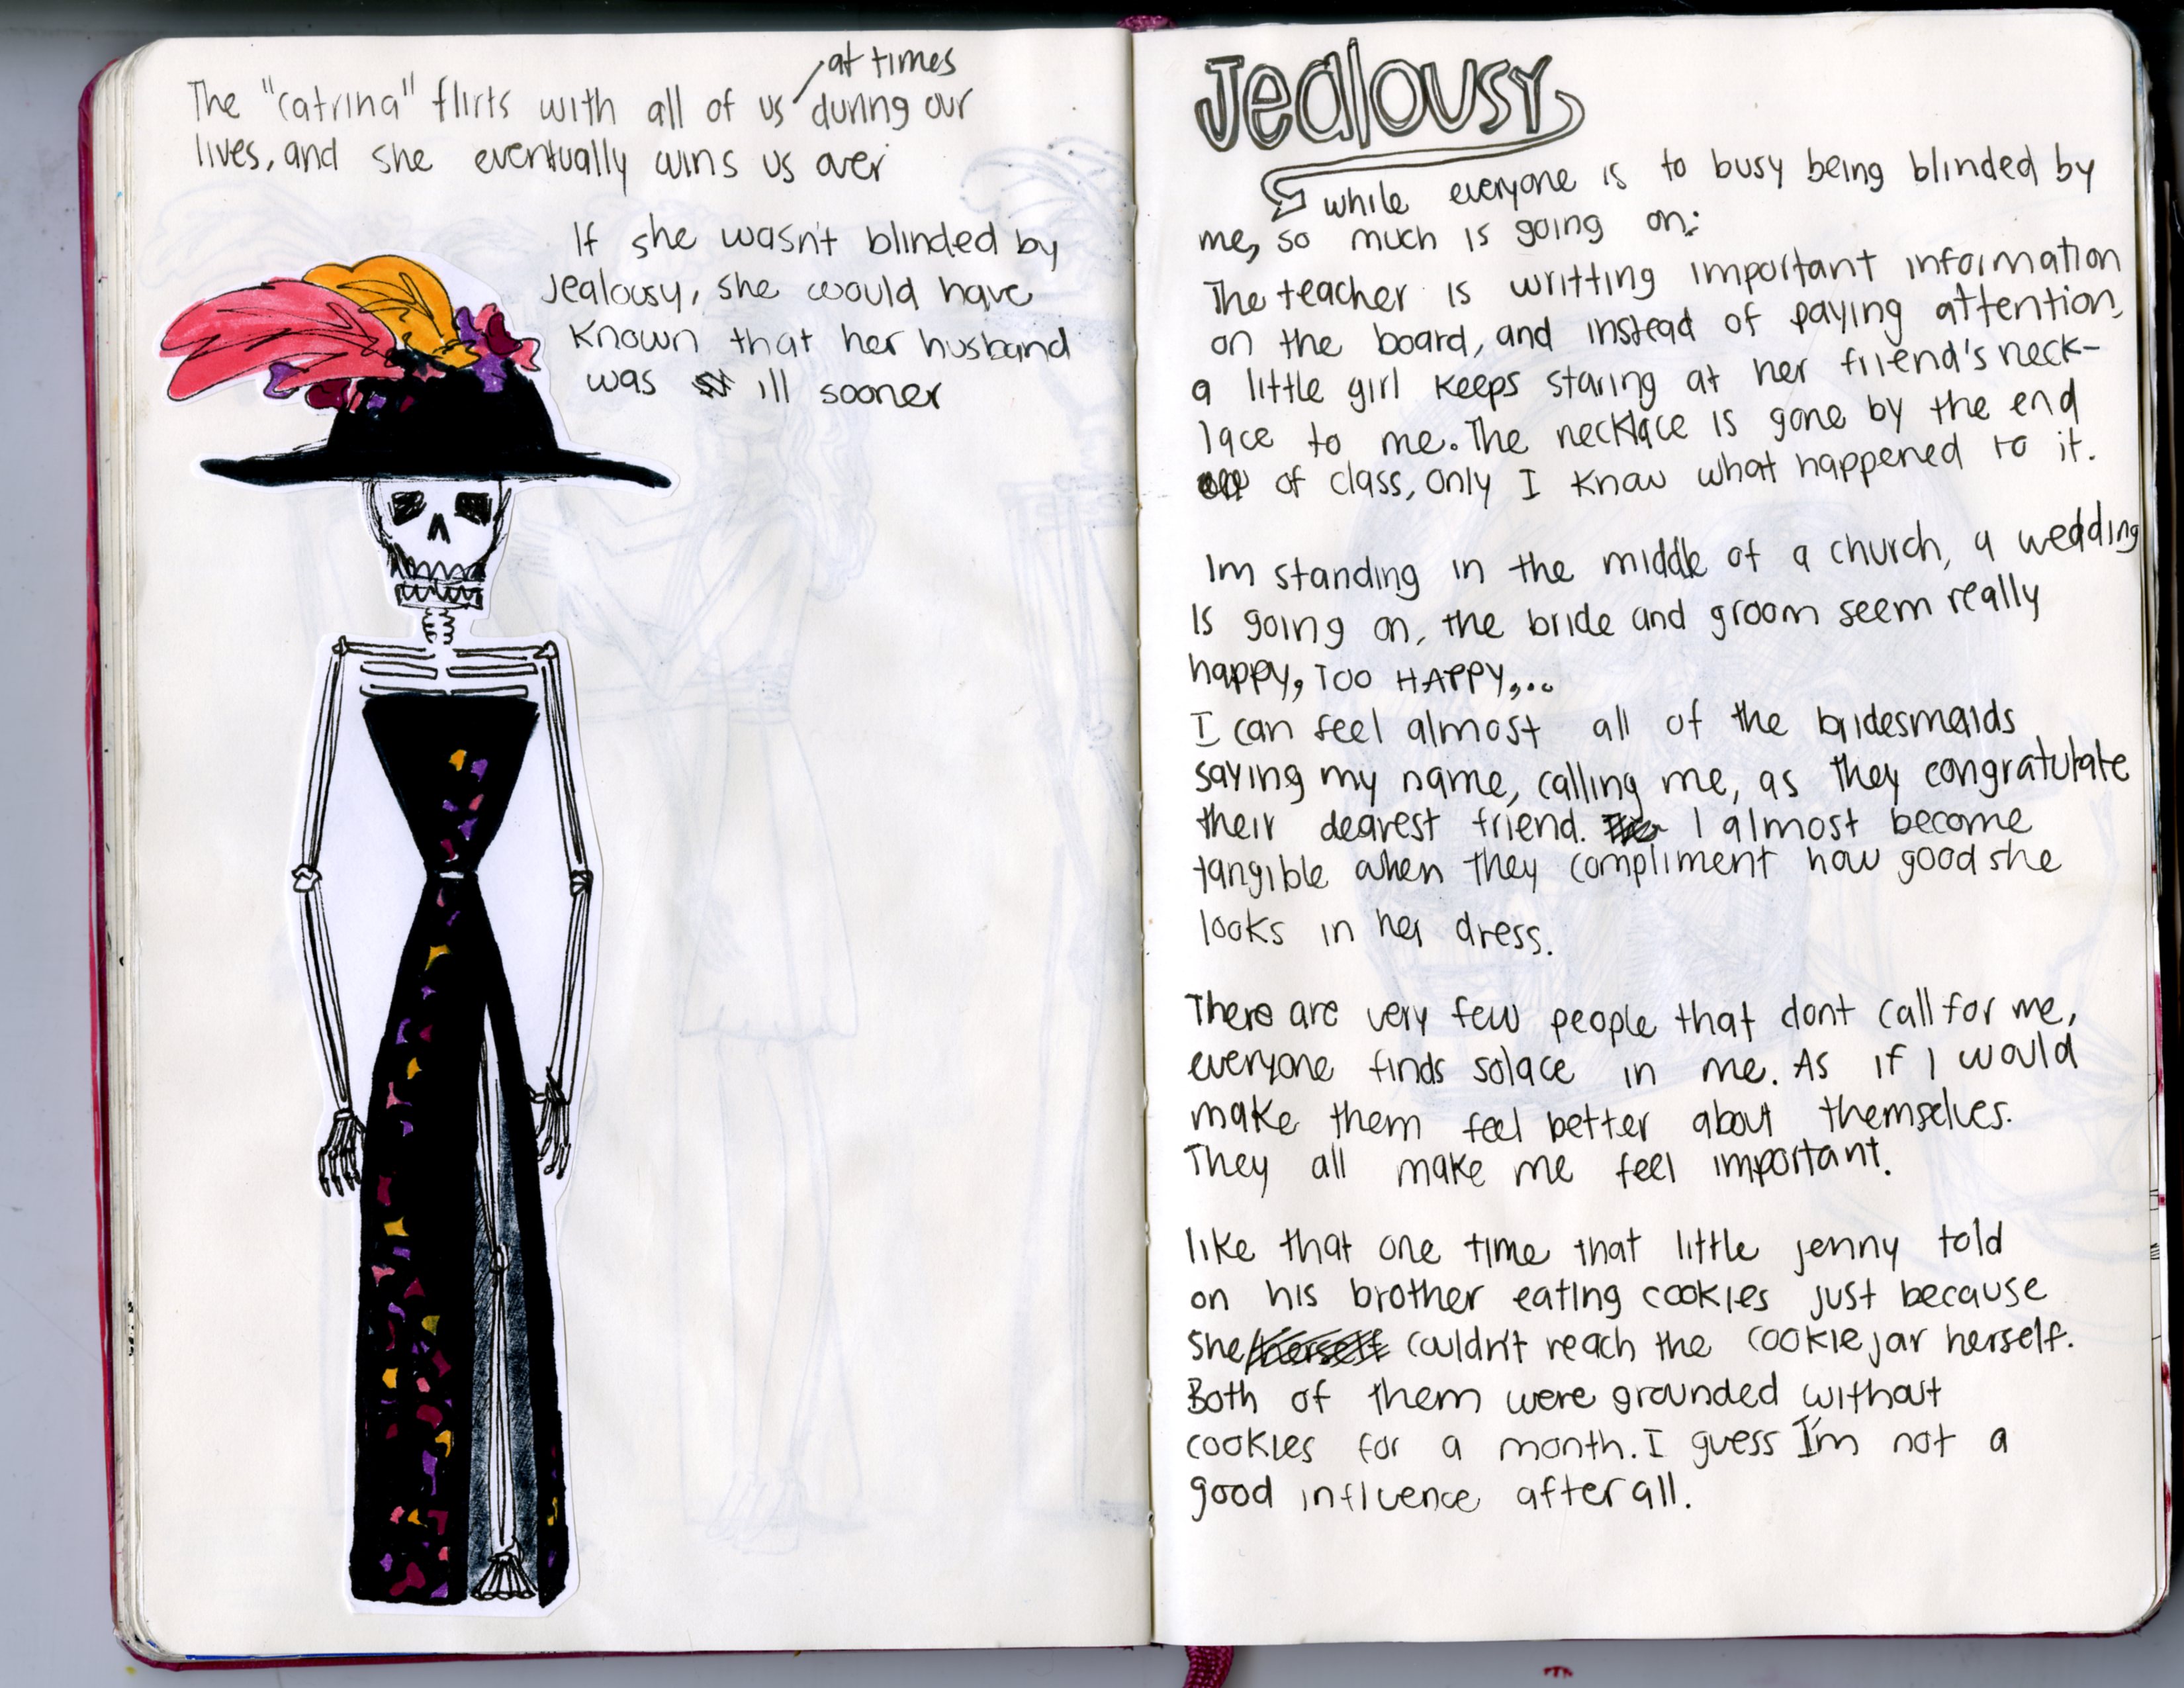 at times
The "catrina" flirts with all of us during our
lives, and she eventually wins us over
If she wasn't blinded by
Jealousy, she would have
known that her husband
was ill sooner
Jealousy
while everyone is to busy being blinded by
me, so much is going on:
The teacher is writting important information
on the board, and instead of paying attention,
a little girl keeps staring at her friend's neck-
lace to me. The necklace is gone by the end
of class, only I know what happened to it.
Im standing in the middle of a church, a wedding
Is going on, the bride and groom seem really
happy, TOO HAPPY,...
I can feel almost all of the bridesmaids
saying my name, calling me, as they congratulate
their dearest friend. I almost become
tangible when they compliment how good she
looks in her dress.
There are very few people that dont call for me,
everyone finds solace in me. As if I would
make them feel better about themselves.
They all make me feel important.
like that one time that little jenny told
on his brother eating cookies just because
she couldn't reach the cookie jar herself.
Both of them were grounded without
cookies for a month. I guess I'm not a
good influence after all.